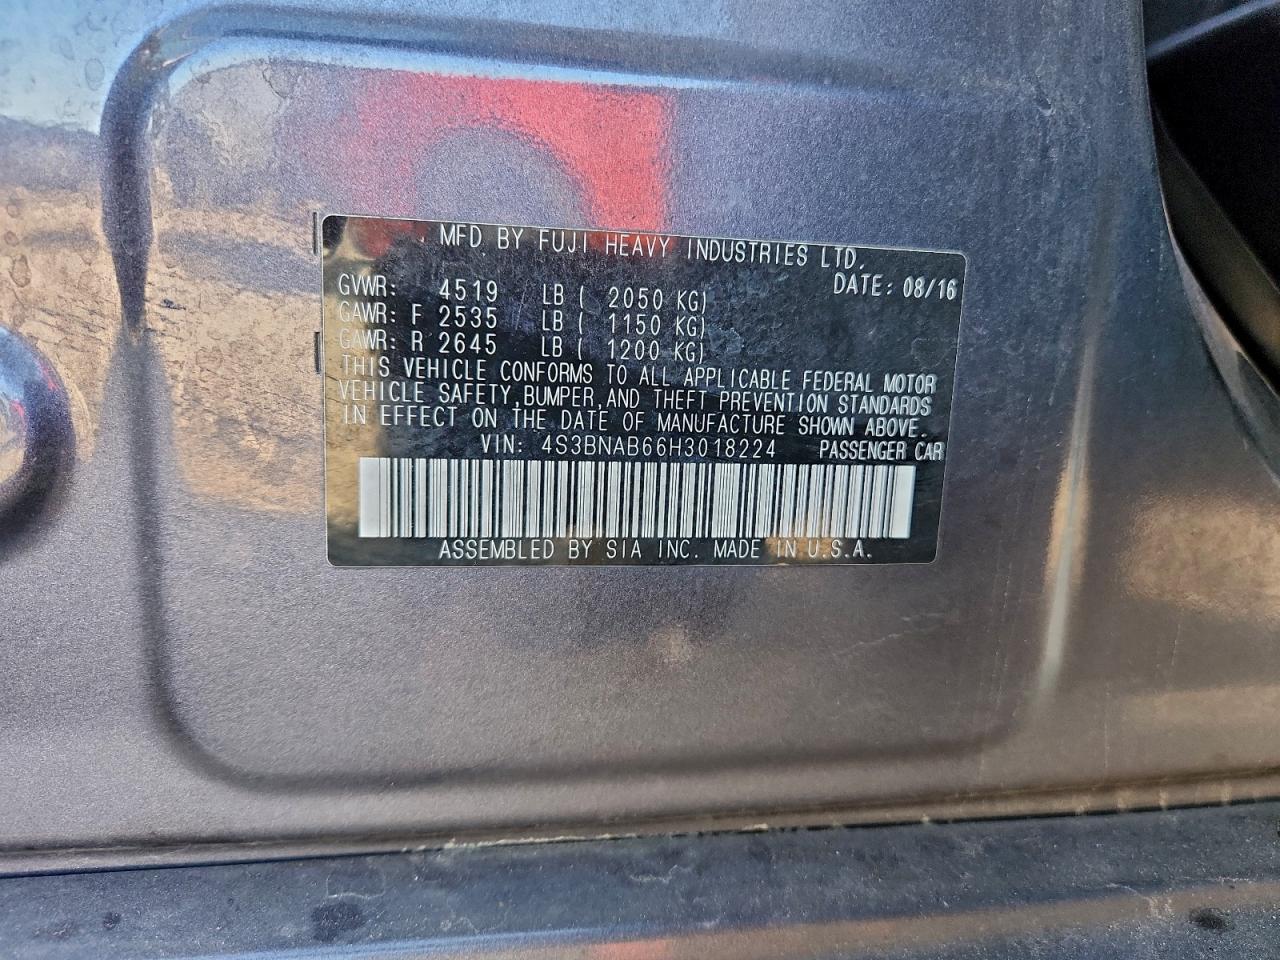 MFD BY FUJI HEAVY INDUSTRIES LTD.
DATE: 08/16
GVWR: 4519 LB ( 2050 KG)
GAWR: F 2535 LB ( 1150 KG)
GAWR: R 2645 LB ( 1200 KG)
THIS VEHICLE CONFORMS TO ALL APPLICABLE FEDERAL MOTOR
VEHICLE SAFETY, BUMPER, AND THEFT PREVENTION STANDARDS
IN EFFECT ON THE DATE OF MANUFACTURE SHOWN ABOVE.
VIN: 4S3BNAB66H3018224 PASSENGER CAR
ASSEMBLED BY SIA INC. MADE IN U.S.A.